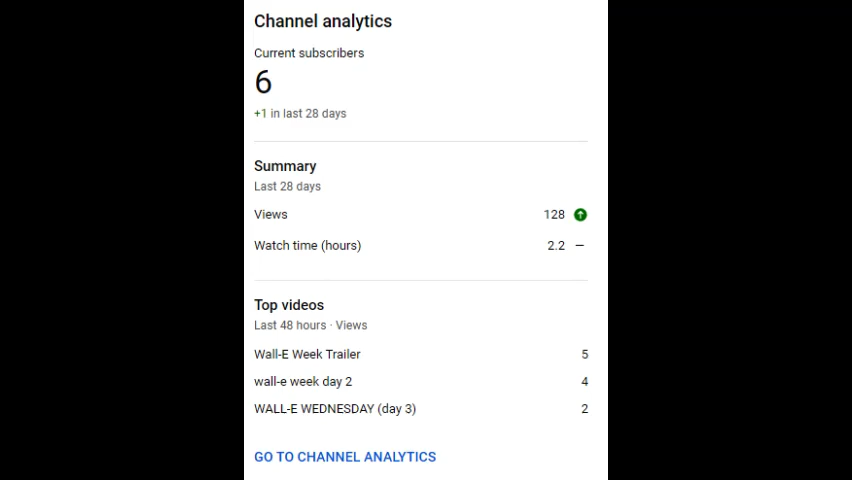 Channel analytics
Current subscribers
6
+1 in last 28 days
Summary
Last 28 days
Views 128
Watch time (hours) 2.2 —
Top videos
Last 48 hours · Views
Wall-E Week Trailer 5
wall-e week day 2 4
WALL-E WEDNESDAY (day 3) 2
GO TO CHANNEL ANALYTICS